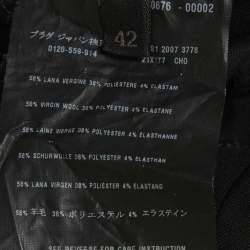 0676 - 00002
プラダ ジャパン株
0120-559-914
42
91 2007 3778
CHO
58% LANA VERGINE 38% POLIESTERE 4% ELASTAM
58% VIRGIN WOOL 38% POLYESTER 4% ELASTHANE
58% LAINE VIERGE 38% POLYESTER 4% ELASTHANNE
58% SCHURWOLLE 38% POLYESTER 4% ELASTHAN
58% LANA VIRGEN 38% POLIESTER 4% ELASTANO
58% 羊毛 38% ポリエステル 4% エラステイン
SEE REVERSE FOR CARE INSTRUCTION